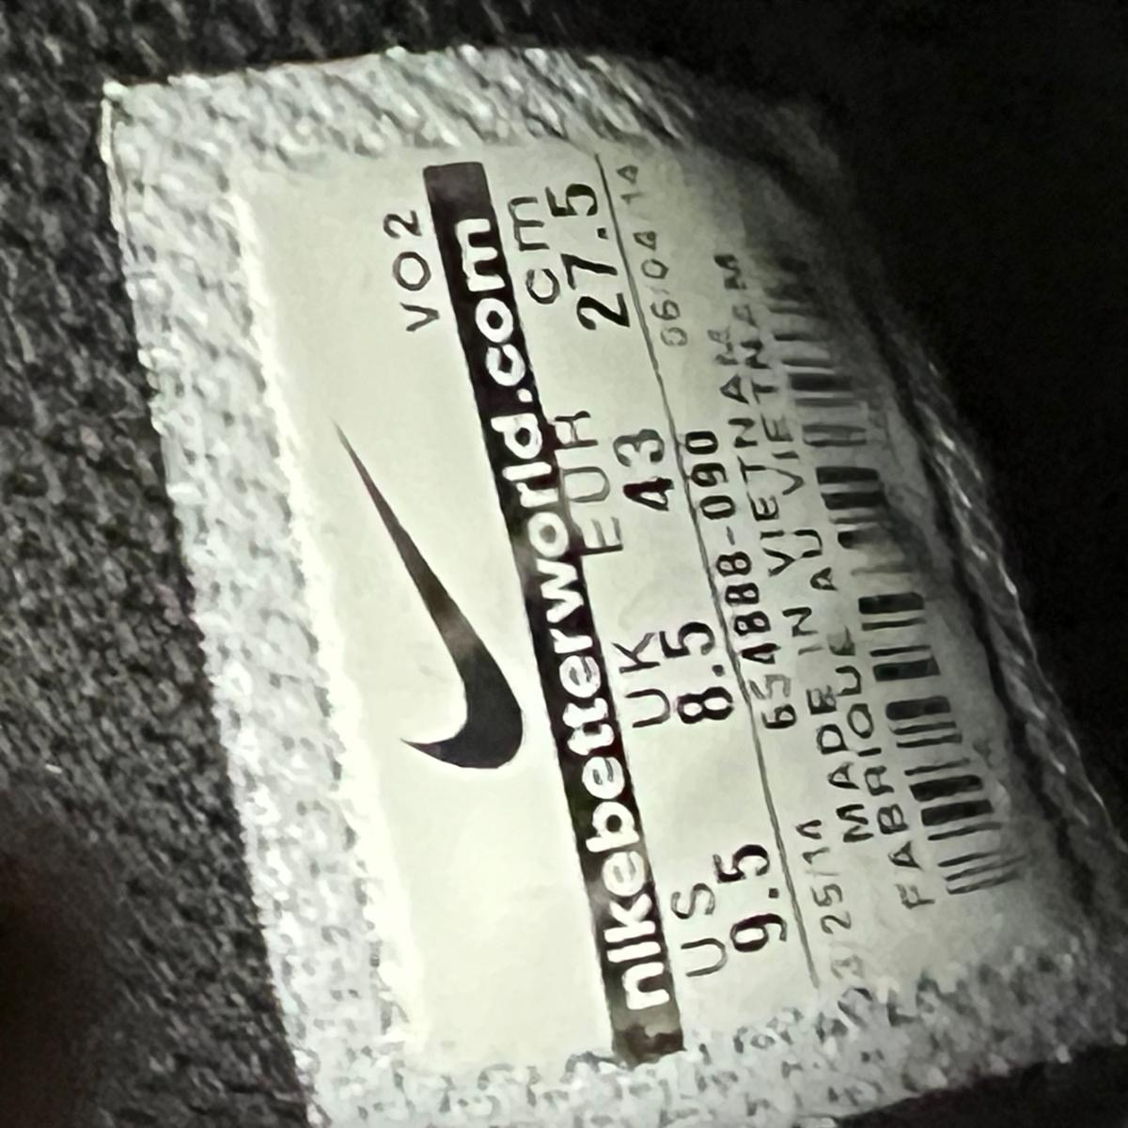 VO2
nikebetterworld.com
US UK EUR cm
9.5 8.5 43 27.5
03/25/14 06/04/14
654888-090
MADE IN VIETNAM
FABRIQUE AU VIETNAM